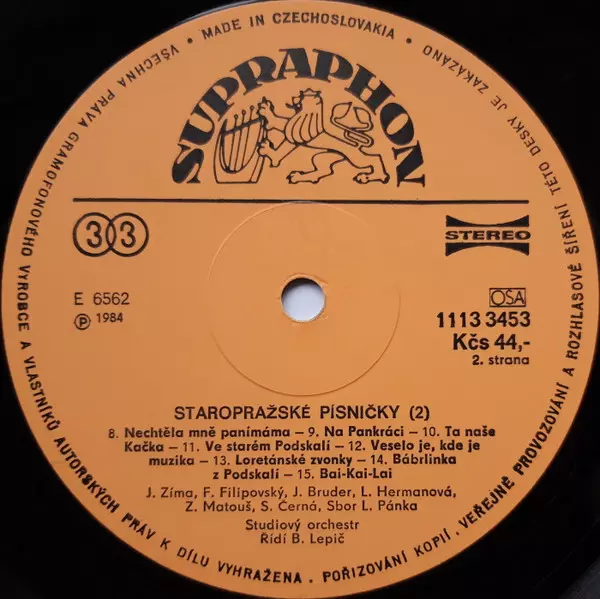 VŠECHNA PRÁVA GRAMOFONOVÉHO VÝROBCE A VLASTNÍKŮ AUTORSKÝCH PRÁV K DÍLU VYHRAŽENA . POŘIZOVÁNÍ KOPIÍ, VEŘEJNÉ PROVOZOVÁNÍ A ROZHLASOVÉ ŠÍŘENÍ TÉTO DESKY JE ZAKÁZÁNO
• MADE IN CZECHOSLOVAKIA •
SUPRAPHON
33
STEREO
E 6562
Ⓟ 1984
OSA
1113 3453
Kčs 44,-
2. strana
STAROPRAŽSKÉ PÍSNIČKY (2)
8. Nechtěla mně panímáma – 9. Na Pankráci – 10. Ta naše
Kačka – 11. Ve starém Podskalí – 12. Veselo je, kde je
muzika – 13. Loretánské zvonky – 14. Bábrlinka
z Podskalí – 15. Bai-Kai-Lai
J. Zíma, F. Filipovský, J. Bruder, L. Hermanová,
Z. Matouš, S. Černá, Sbor L. Pánka
Studiový orchestr
Řídí B. Lepič